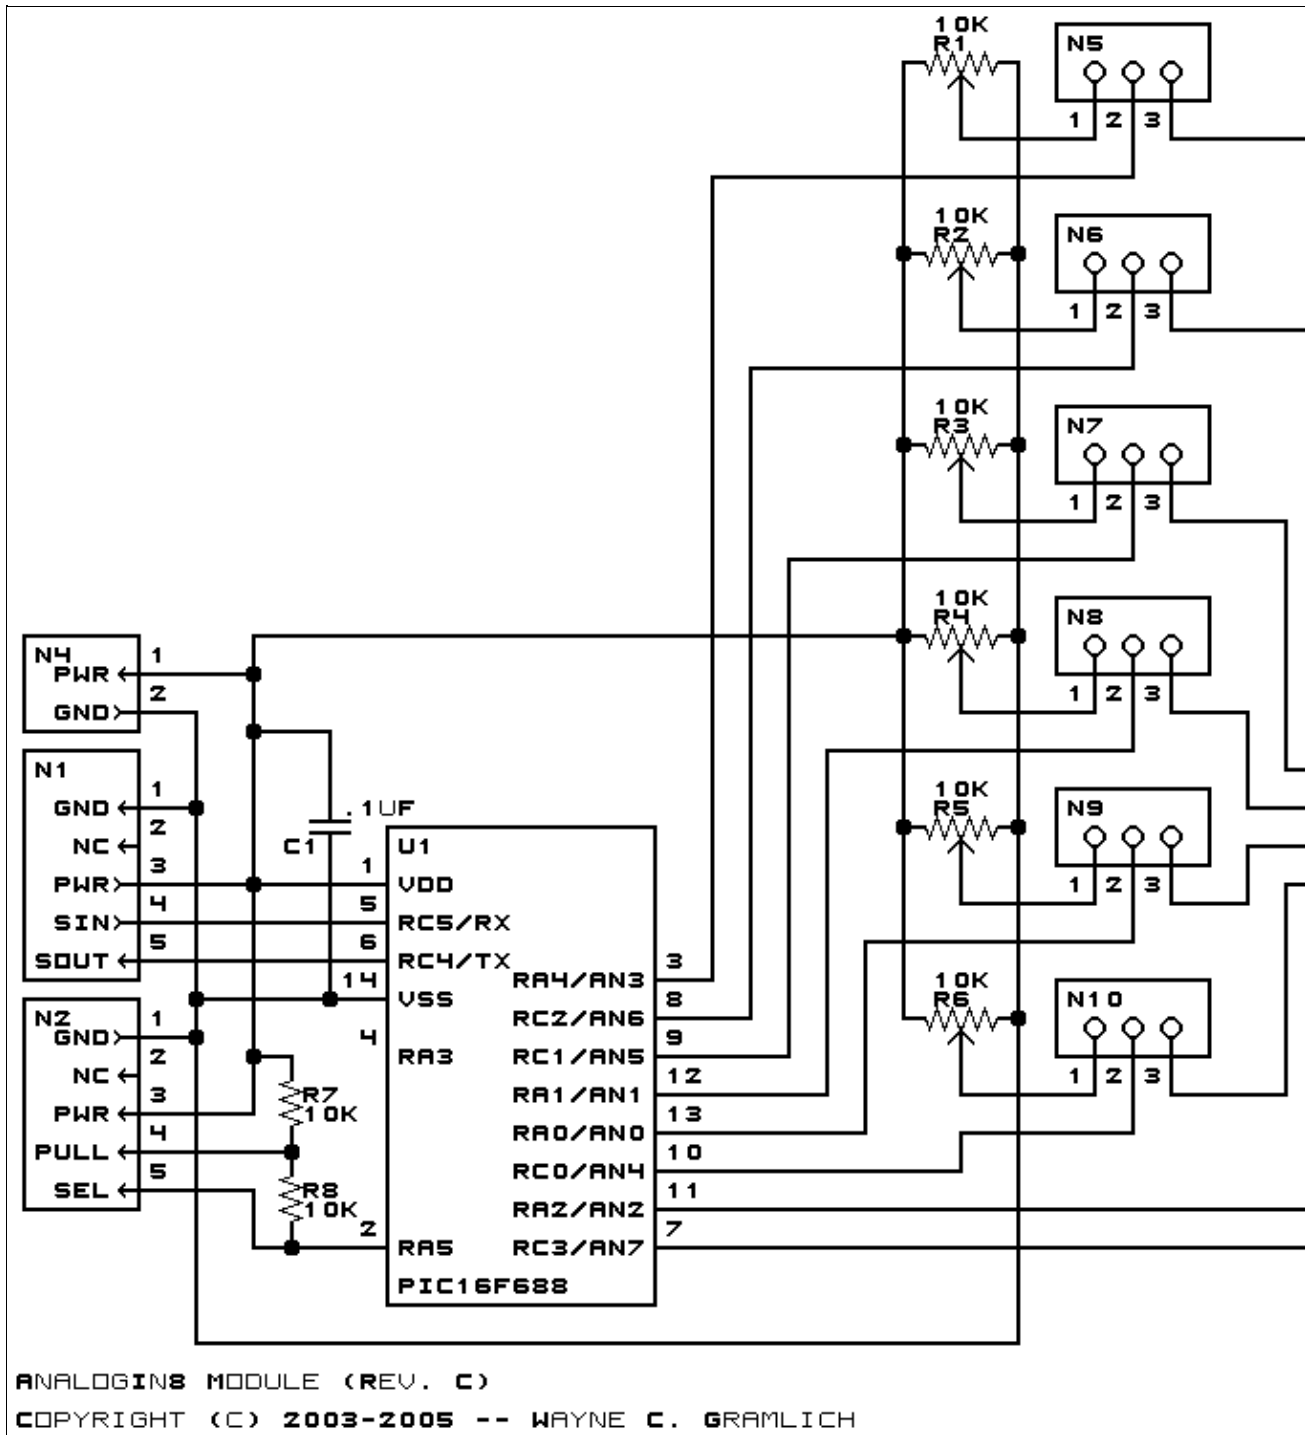 10K
R1
N5
1 2 3
10K
R2
N6
1 2 3
10K
R3
N7
1 2 3
10K
R4
N8
1 2 3
N4
1
PWR
2
GND
N1
1
GND
2
NC
3
PWR
4
SIN
5
SOUT
N2
1
GND
2
NC
3
PWR
4
PULL
5
SEL
.1UF
C1
R7
10K
R8
10K
U1
1
VDD
5
RC5/RX
6
RC4/TX
14
VSS
4
RA3
2
RA5
3
RA4/AN3
8
RC2/AN6
9
RC1/AN5
12
RA1/AN1
13
RA0/AN0
10
RC0/AN4
11
RA2/AN2
7
RC3/AN7
PIC16F688
10K
R5
N9
1 2 3
10K
R6
N10
1 2 3
ANALOGIN8 MODULE (REV. C)
COPYRIGHT (C) 2003-2005 -- WAYNE C. GRAMLICH